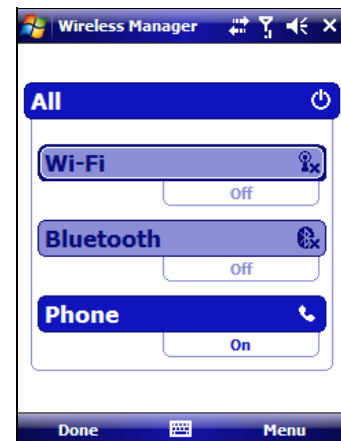 Wireless Manager
All
Wi-Fi
Off
Bluetooth
Off
Phone
On
Done Menu